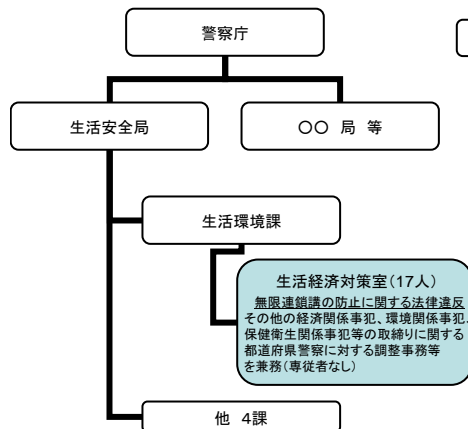 警察庁
生活安全局
〇〇 局 等
生活環境課
生活経済対策室(17人)
無限連鎖講の防止に関する法律違反
その他の経済関係事犯、環境関係事犯、
保健衛生関係事犯等の取締りに関する
都道府県警察に対する調整事務等
を兼務(専従者なし)
他 4課